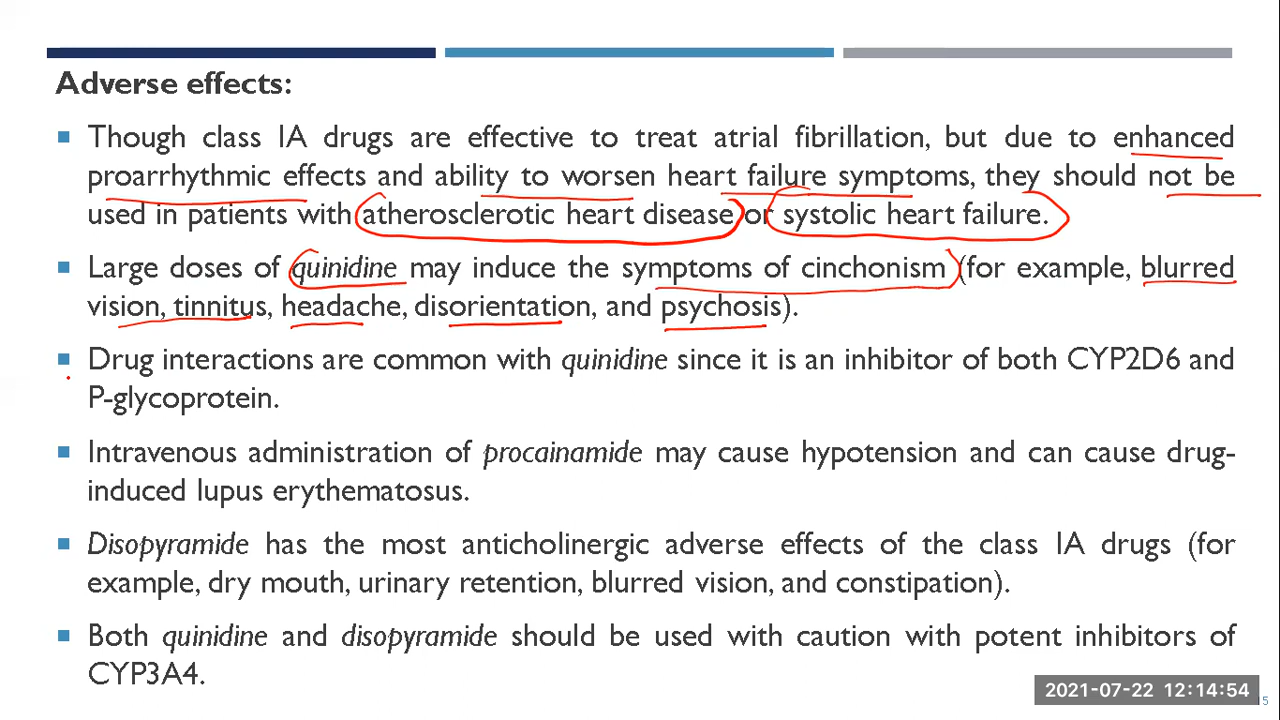 Adverse effects:
Though class IA drugs are effective to treat atrial fibrillation, but due to enhanced
proarrhythmic effects and ability to worsen heart failure symptoms, they should not be
used in patients with atherosclerotic heart disease or systolic heart failure.
Large doses of quinidine may induce the symptoms of cinchonism (for example, blurred
vision, tinnitus, headache, disorientation, and psychosis).
Drug interactions are common with quinidine since it is an inhibitor of both CYP2D6 and
P-glycoprotein.
Intravenous administration of procainamide may cause hypotension and can cause drug-
induced lupus erythematosus.
Disopyramide has the most anticholinergic adverse effects of the class IA drugs (for
example, dry mouth, urinary retention, blurred vision, and constipation).
Both quinidine and disopyramide should be used with caution with potent inhibitors of
CYP3A4.
2021-07-22 12:14:54